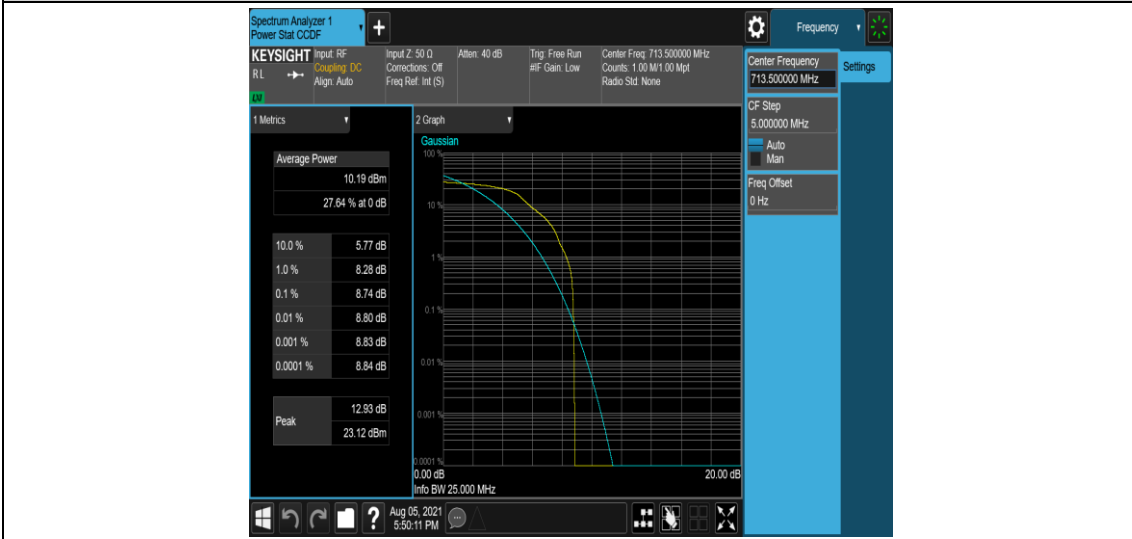 Spectrum Analyzer 1
Power Stat CCDF
Frequency
KEYSIGHT
R L
LXI
Input: RF
Coupling: DC
Align: Auto
Input Z: 50 Ω
Corrections: Off
Freq Ref: Int (S)
Atten: 40 dB
Trig: Free Run
#IF Gain: Low
Center Freq: 713.500000 MHz
Counts: 1.00 M/1.00 Mpt
Radio Std: None
Center Frequency
713.500000 MHz
Settings
CF Step
5.000000 MHz
Auto
Man
Freq Offset
0 Hz
1 Metrics
Average Power
10.19 dBm
27.64 % at 0 dB
10.0 % 5.77 dB
1.0 % 8.28 dB
0.1 % 8.74 dB
0.01 % 8.80 dB
0.001 % 8.83 dB
0.0001 % 8.84 dB
Peak
12.93 dB
23.12 dBm
2 Graph
Gaussian
100 %
10 %
1 %
0.1 %
0.01 %
0.001 %
0.0001 %
0.00 dB
20.00 dB
Info BW 25.000 MHz
?
Aug 05, 2021
5:50:11 PM